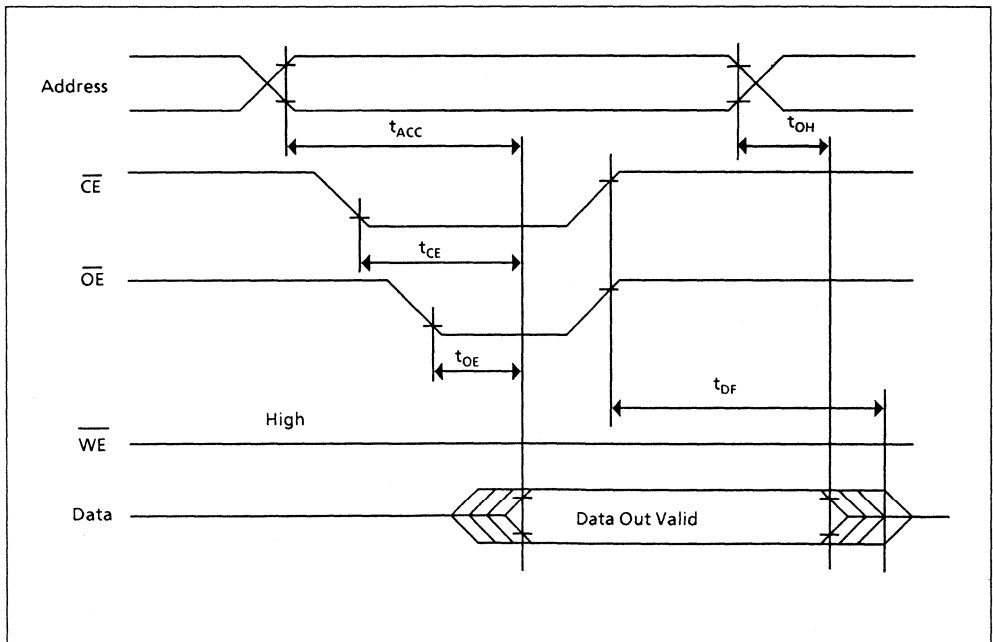 Address
tACC
tOH
CE
tCE
OE
tOE
tDF
High
WE
Data
Data Out Valid